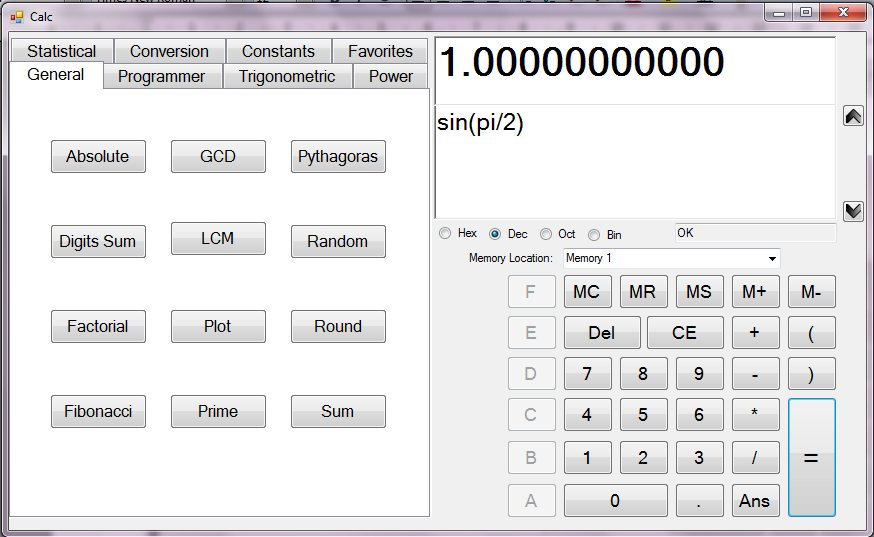 Calc
Statistical Conversion Constants Favorites
General Programmer Trigonometric Power
Absolute GCD Pythagoras
Digits Sum LCM Random
Factorial Plot Round
Fibonacci Prime Sum
1.00000000000
sin(pi/2)
Hex Dec Oct Bin OK
Memory Location: Memory 1
F MC MR MS M+ M-
E Del CE + (
D 7 8 9 - )
C 4 5 6 *
B 1 2 3 / =
A 0 . Ans